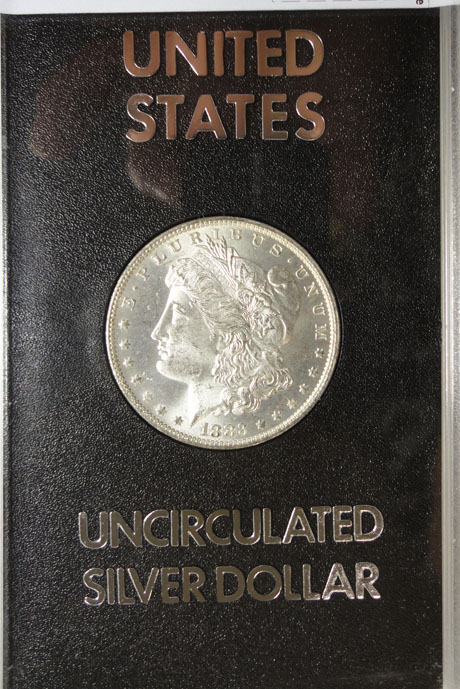 UNITED
STATES
E·PLURIBUS·UNUM
UNCIRCULATED
SILVER DOLLAR